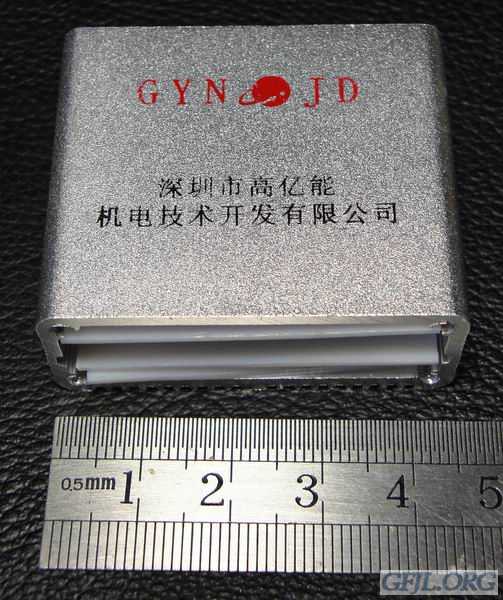 GYN JD
深圳市高亿能
机电技术开发有限公司
0.5mm 1 2 3 4 5
GFJL.ORG